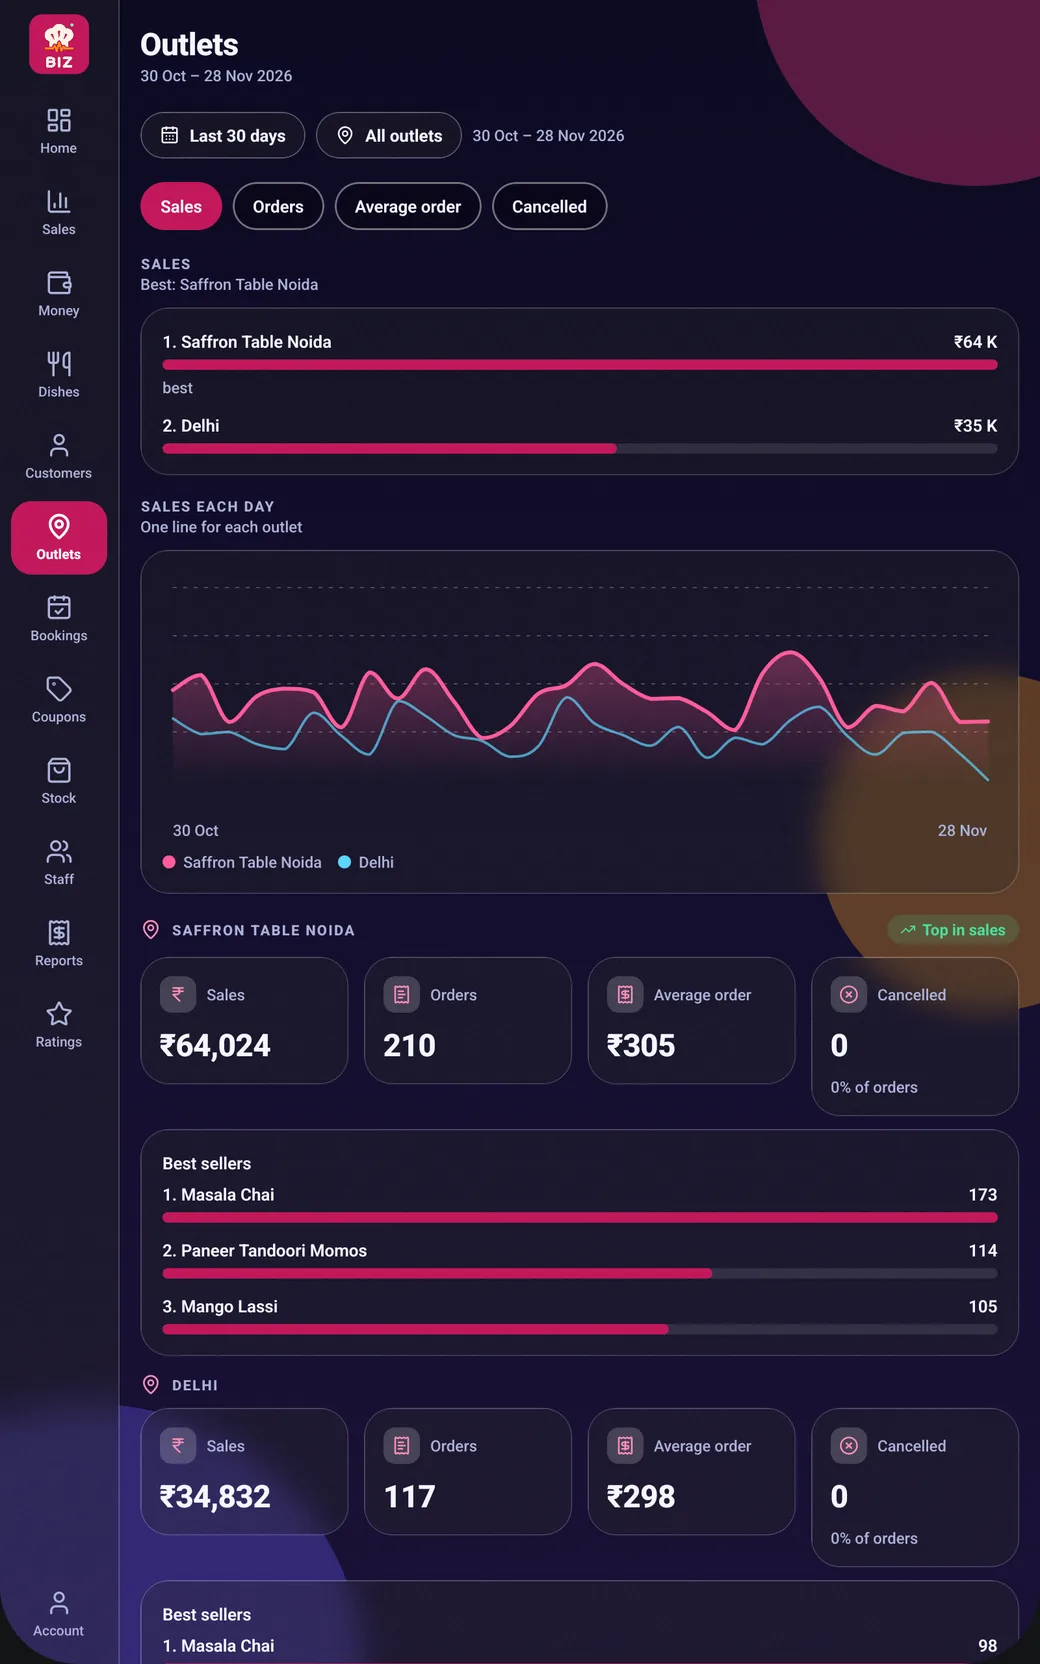 BIZ
Home
Sales
Money
Dishes
Customers
Outlets
Bookings
Coupons
Stock
Staff
Reports
Ratings
Account
Outlets
30 Oct – 28 Nov 2026
Last 30 days
All outlets
30 Oct – 28 Nov 2026
Sales
Orders
Average order
Cancelled
SALES
Best: Saffron Table Noida
1. Saffron Table Noida ₹64 K
best
2. Delhi ₹35 K
SALES EACH DAY
One line for each outlet
30 Oct 28 Nov
Saffron Table Noida Delhi
SAFFRON TABLE NOIDA Top in sales
Sales
₹64,024
Orders
210
Average order
₹305
Cancelled
0
0% of orders
Best sellers
1. Masala Chai 173
2. Paneer Tandoori Momos 114
3. Mango Lassi 105
DELHI
Sales
₹34,832
Orders
117
Average order
₹298
Cancelled
0
0% of orders
Best sellers
1. Masala Chai 98